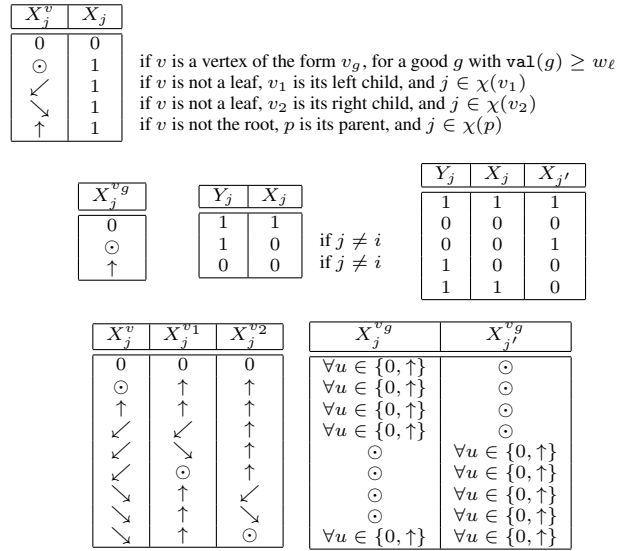 X_j^v X_j
0 0
⊙ 1 if v is a vertex of the form v_g, for a good g with val(g) ≥ w_ℓ
↙ 1 if v is not a leaf, v_1 is its left child, and j ∈ χ(v_1)
↘ 1 if v is not a leaf, v_2 is its right child, and j ∈ χ(v_2)
↑ 1 if v is not the root, p is its parent, and j ∈ χ(p)
X_j^{v_g}
0
⊙
↑
Y_j X_j
1 1
1 0 if j ≠ i
0 0 if j ≠ i
Y_j X_j X_{j'}
1 1 1
0 0 0
0 0 1
1 0 0
1 1 0
X_j^v X_j^{v_1} X_j^{v_2}
0 0 0
⊙ ↑ ↑
↑ ↑ ↑
↙ ↙ ↑
↙ ↘ ↑
↙ ⊙ ↑
↘ ↑ ↙
↘ ↑ ↘
↘ ↑ ⊙
X_j^{v_g} X_{j'}^{v_g}
∀u ∈ {0, ↑} ⊙
∀u ∈ {0, ↑} ⊙
∀u ∈ {0, ↑} ⊙
∀u ∈ {0, ↑} ⊙
⊙ ∀u ∈ {0, ↑}
⊙ ∀u ∈ {0, ↑}
⊙ ∀u ∈ {0, ↑}
⊙ ∀u ∈ {0, ↑}
∀u ∈ {0, ↑} ∀u ∈ {0, ↑}